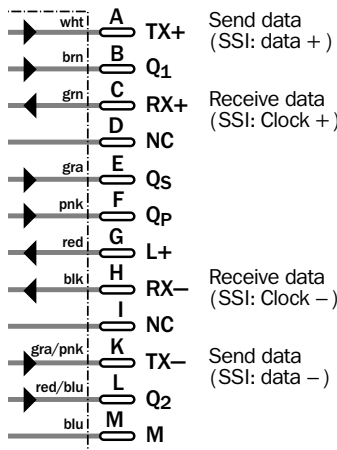 wht A TX+ Send data
(SSI: data +)
brn B Q1
grn C RX+ Receive data
(SSI: Clock +)
D NC
gra E QS
pnk F QP
red G L+
blk H RX− Receive data
(SSI: Clock −)
I NC
gra/pnk K TX− Send data
(SSI: data −)
red/blu L Q2
blu M M